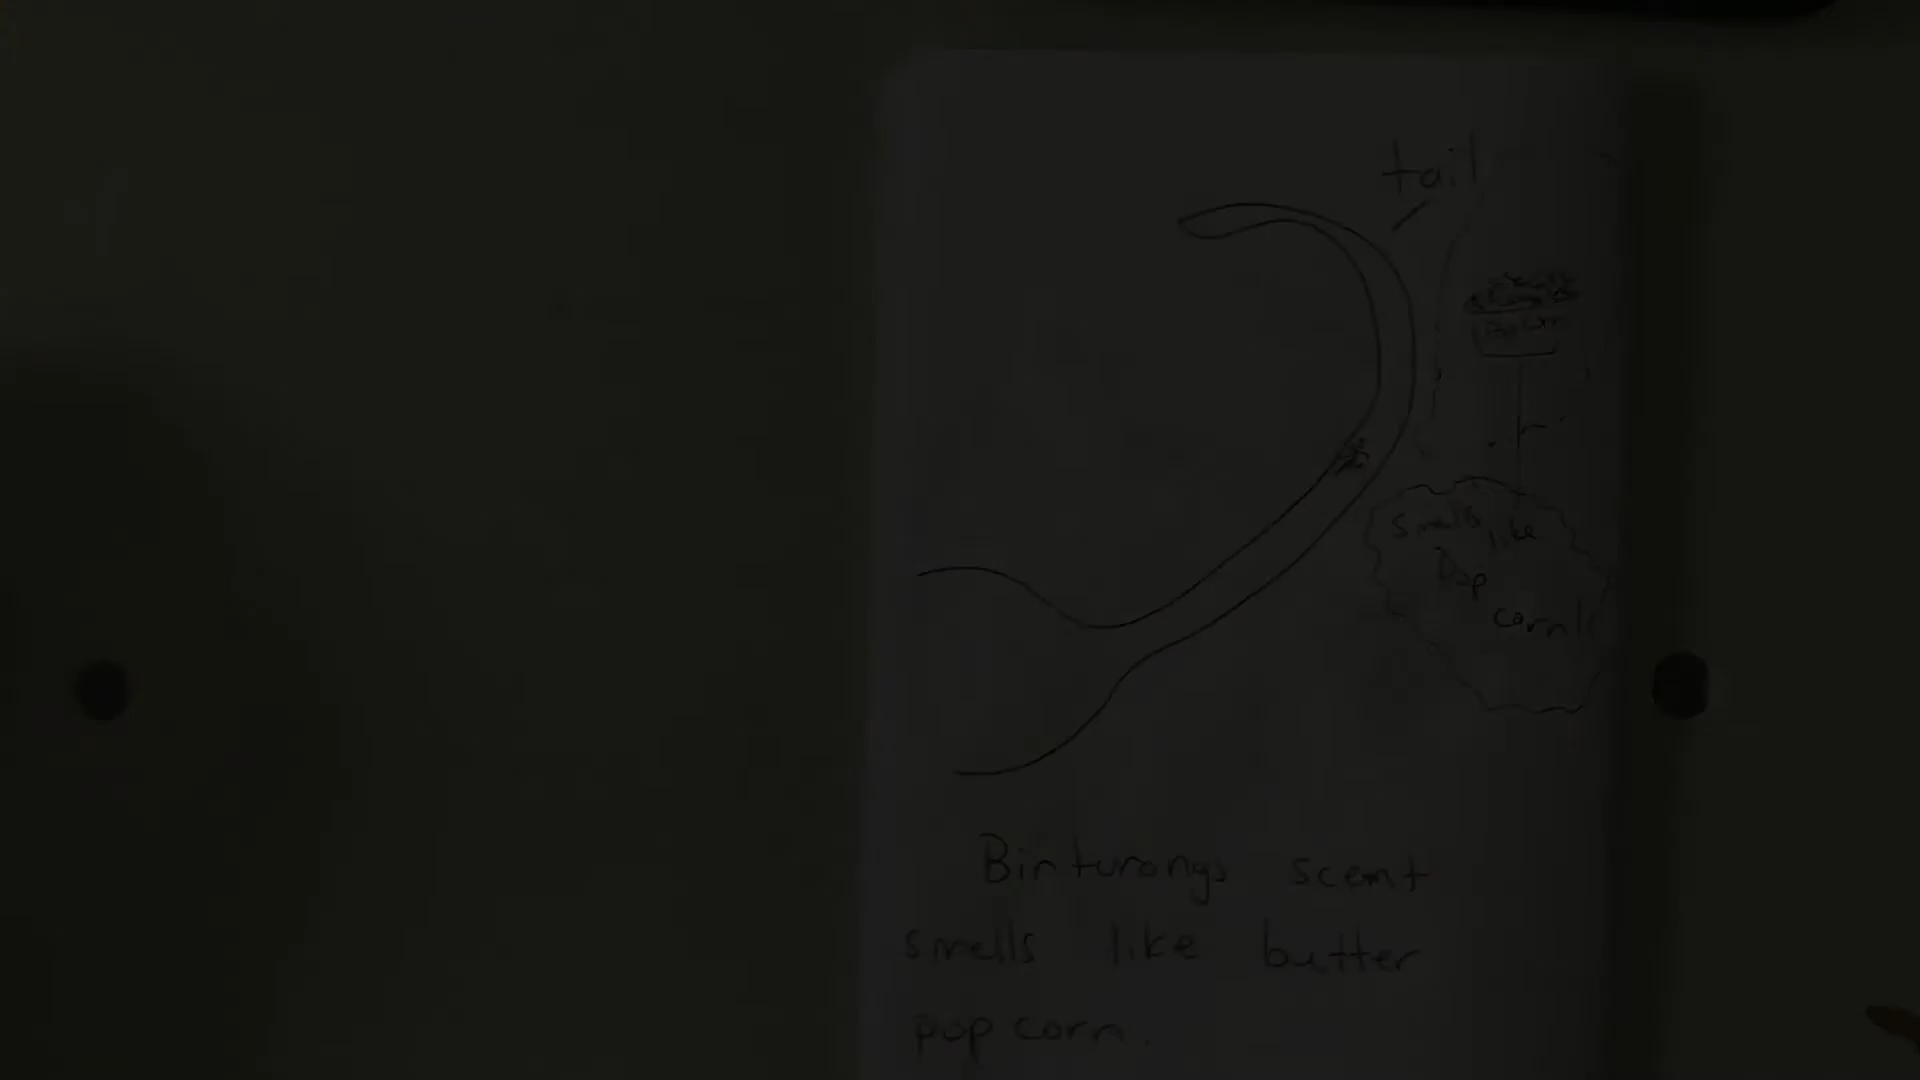 tail
smells like
Pop
corn!
Binturongs scent
smells like butter
pop corn.